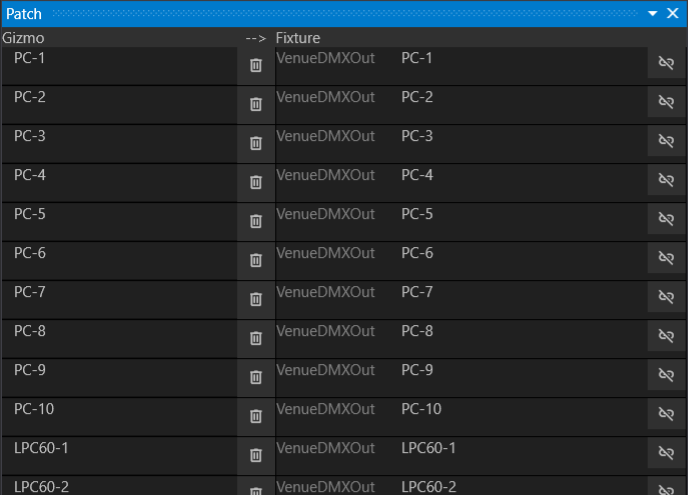 Patch
Gizmo --> Fixture
PC-1 VenueDMXOut PC-1
PC-2 VenueDMXOut PC-2
PC-3 VenueDMXOut PC-3
PC-4 VenueDMXOut PC-4
PC-5 VenueDMXOut PC-5
PC-6 VenueDMXOut PC-6
PC-7 VenueDMXOut PC-7
PC-8 VenueDMXOut PC-8
PC-9 VenueDMXOut PC-9
PC-10 VenueDMXOut PC-10
LPC60-1 VenueDMXOut LPC60-1
LPC60-2 VenueDMXOut LPC60-2